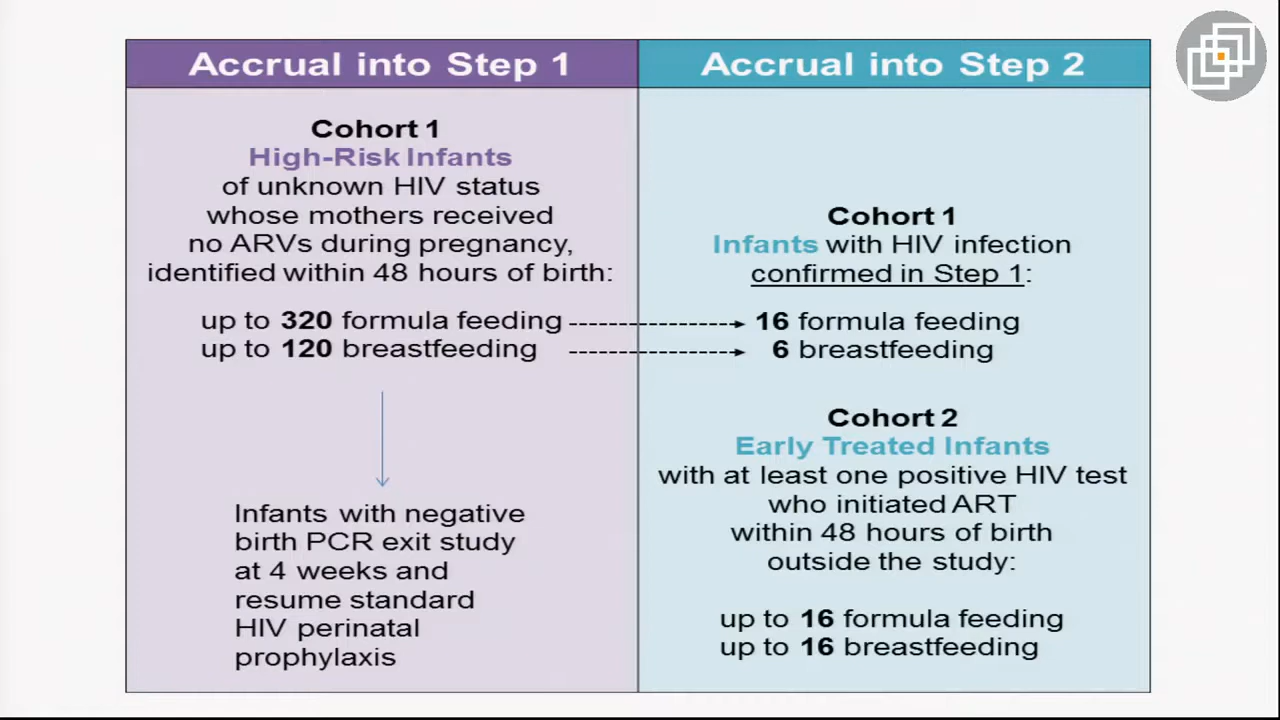 Accrual into Step 1
Cohort 1
High-Risk Infants
of unknown HIV status
whose mothers received
no ARVs during pregnancy,
identified within 48 hours of birth:
up to 320 formula feeding
up to 120 breastfeeding
Infants with negative
birth PCR exit study
at 4 weeks and
resume standard
HIV perinatal
prophylaxis
Accrual into Step 2
Cohort 1
Infants with HIV infection
confirmed in Step 1:
16 formula feeding
6 breastfeeding
Cohort 2
Early Treated Infants
with at least one positive HIV test
who initiated ART
within 48 hours of birth
outside the study:
up to 16 formula feeding
up to 16 breastfeeding